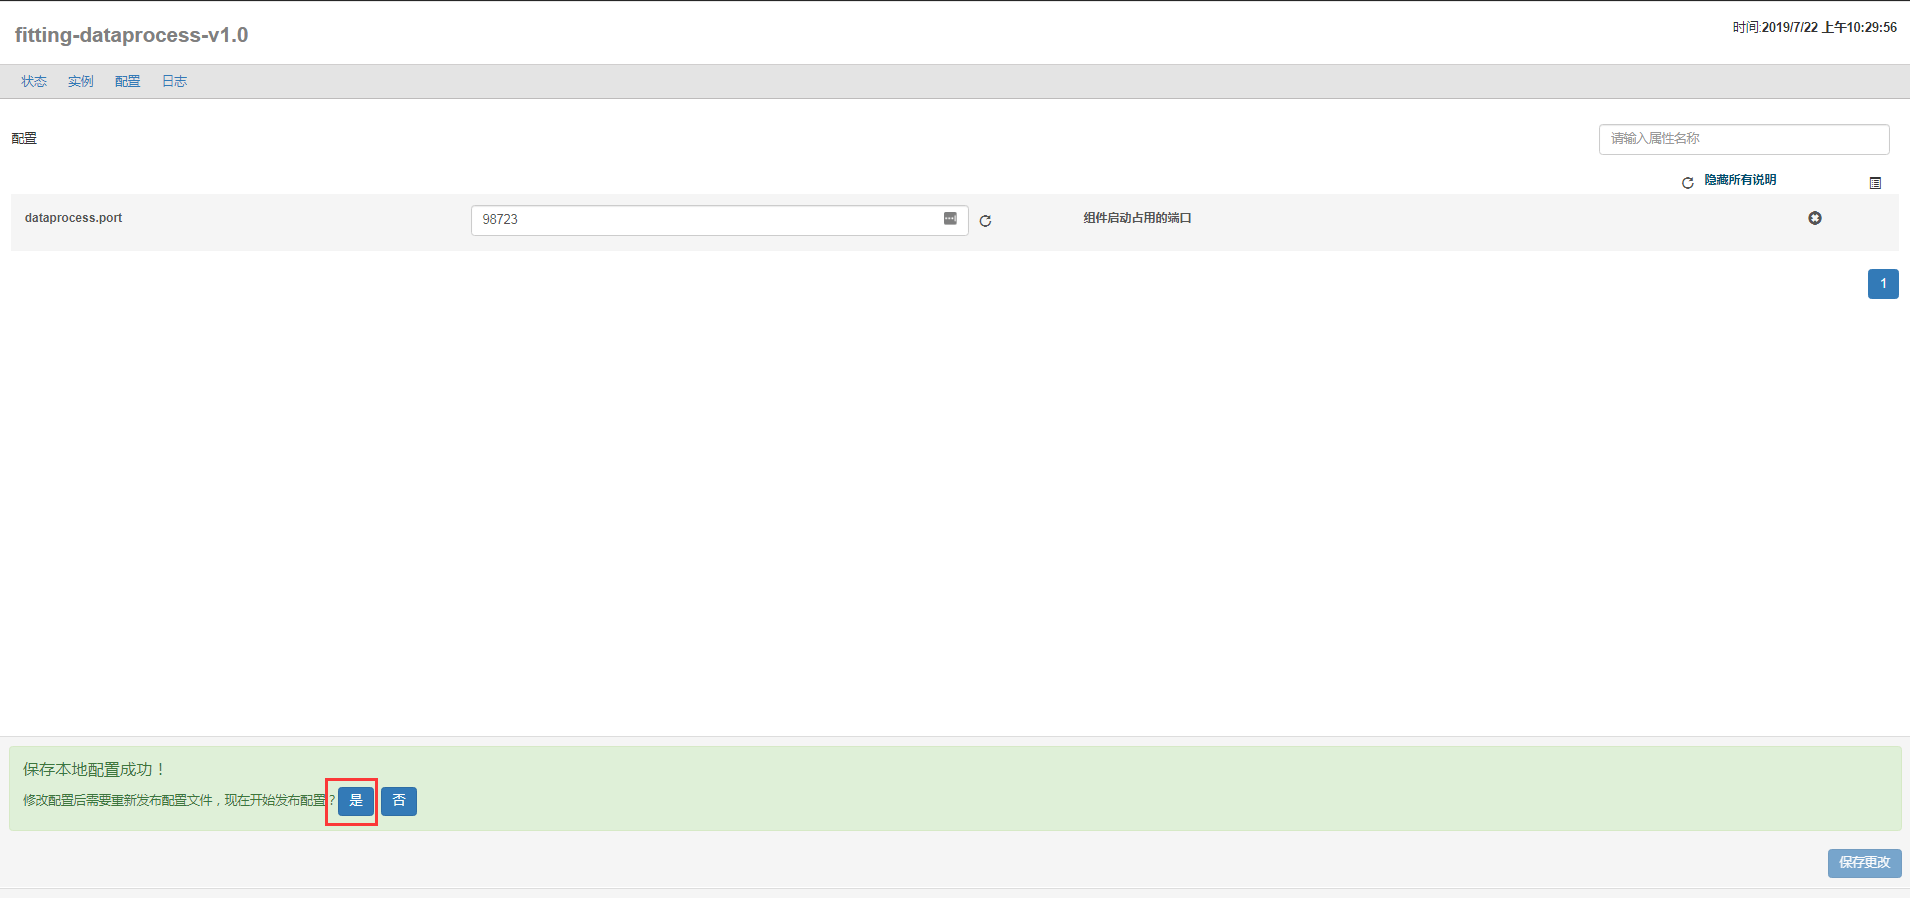 fitting-dataprocess-v1.0
时间:2019/7/22 上午10:29:56
状态 实例 配置 日志
配置
请输入属性名称
隐藏所有说明
dataprocess.port 98723 组件启动占用的端口
1
保存本地配置成功！
修改配置后需要重新发布配置文件，现在开始发布配置？ 是 否
保存更改